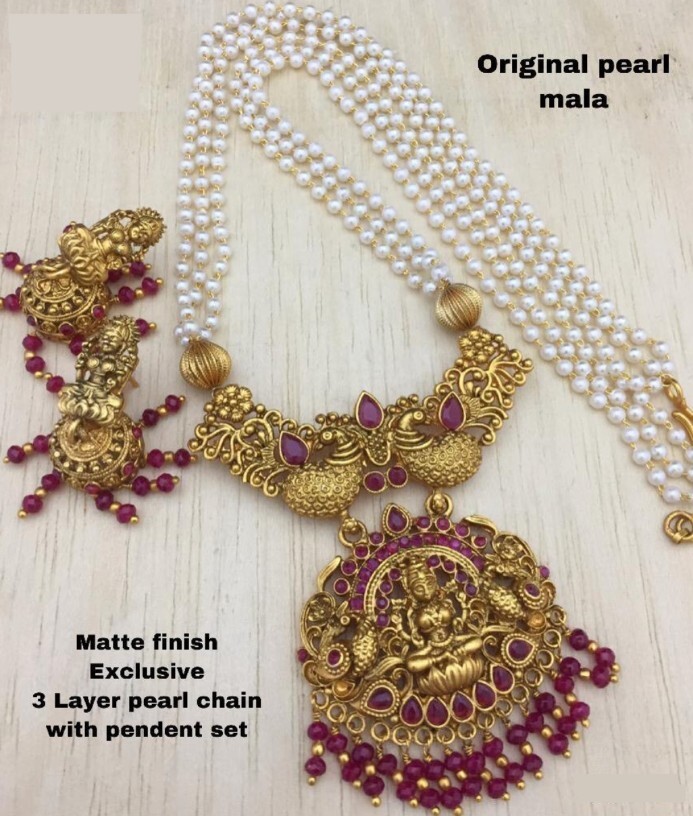 Original pearl
mala
Matte finish
Exclusive
3 Layer pearl chain
with pendent set